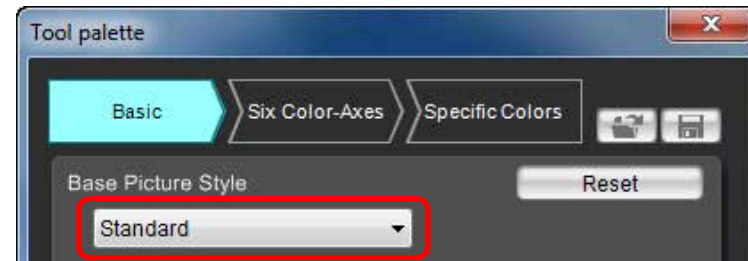 Tool palette
Basic Six Color-Axes Specific Colors
Base Picture Style Reset
Standard